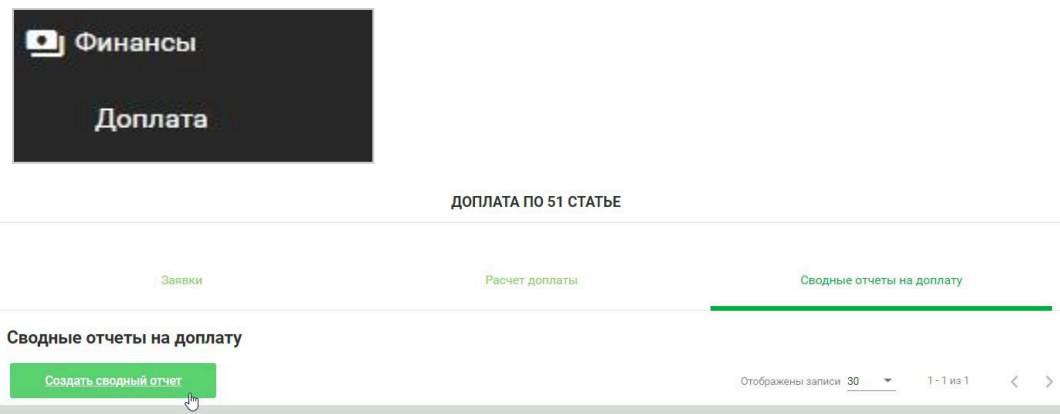 Финансы
Доплата
ДОПЛАТА ПО 51 СТАТЬЕ
Заявки Расчет доплаты Сводные отчеты на доплату
Сводные отчеты на доплату
Создать сводный отчет Отображены записи 30 1 - 1 из 1